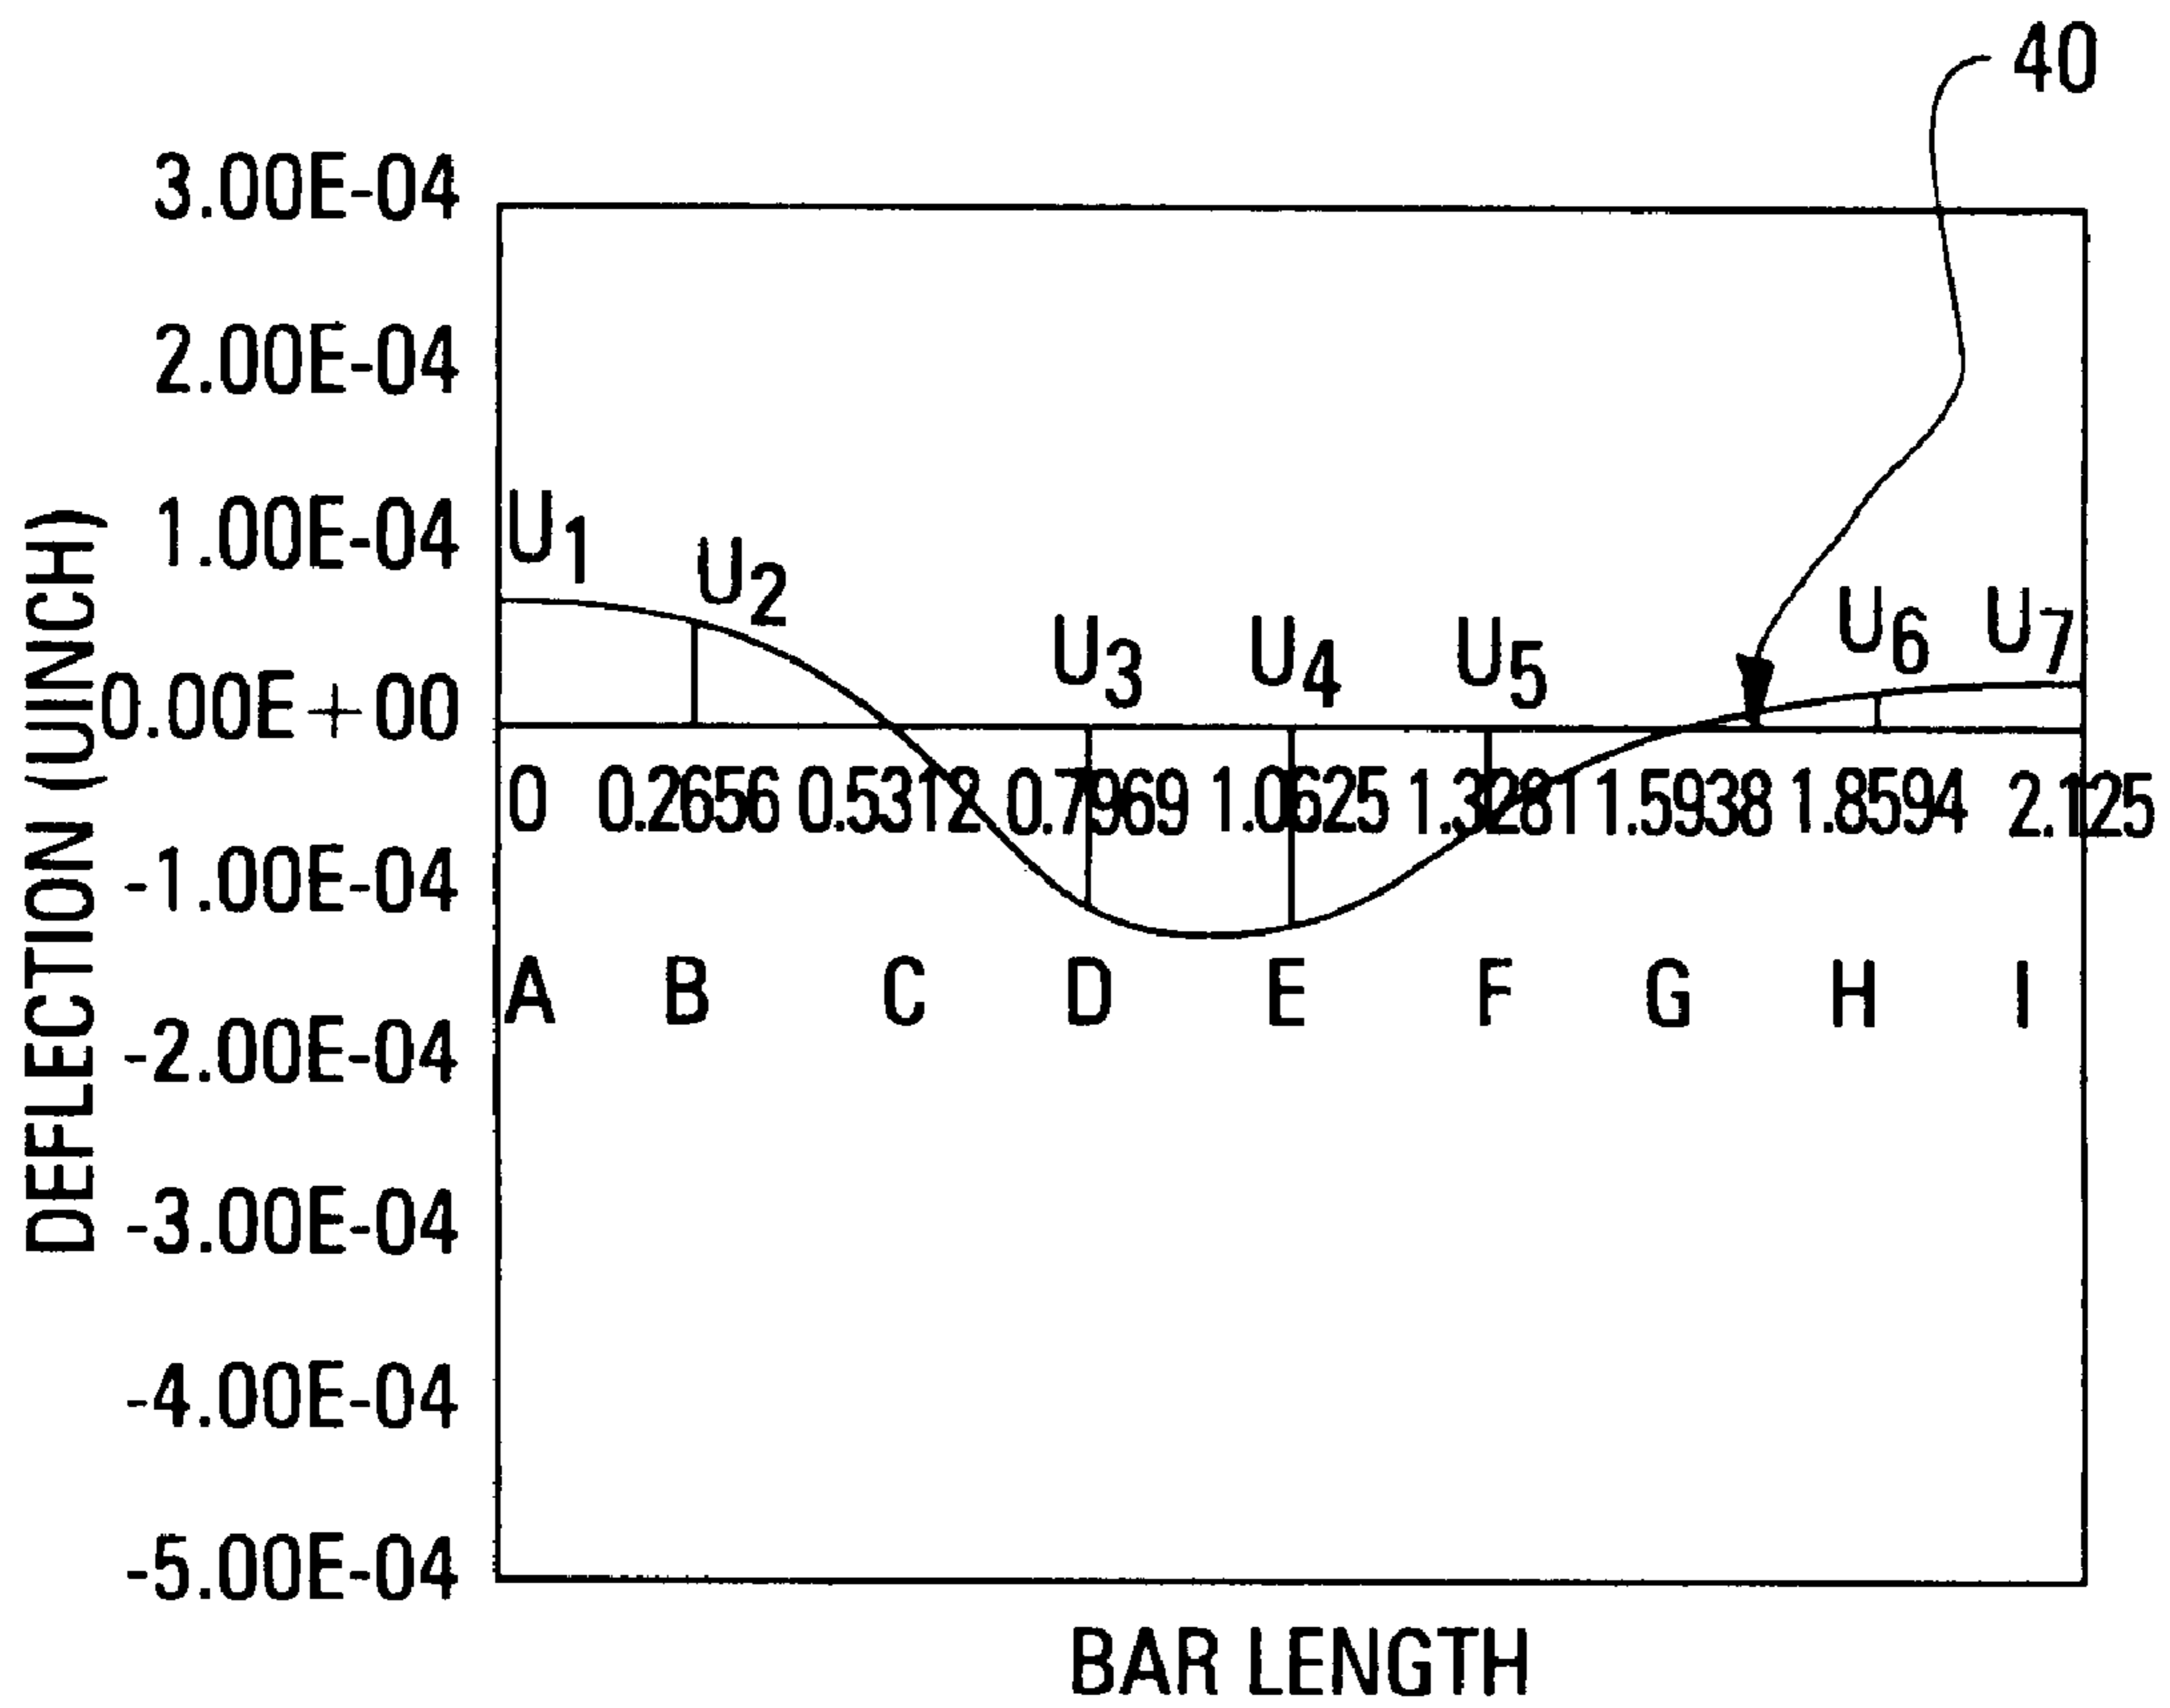 40
3.00E-04
2.00E-04
1.00E-04
0.00E+00
-1.00E-04
-2.00E-04
-3.00E-04
-4.00E-04
-5.00E-04
DEFLECTION (UINCH)
U1 U2 U3 U4 U5 U6 U7
0 0.2656 0.5312 0.7969 1.0625 1.3281 1.5938 1.8594 2.125
A B C D E F G H I
BAR LENGTH